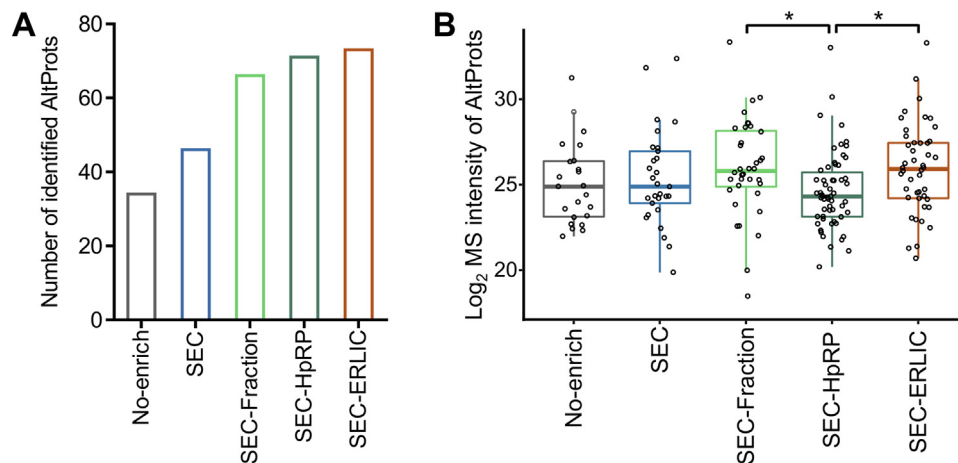 A
Number of identified AltProts
80
60
40
20
0
No-enrich
SEC
SEC-Fraction
SEC-HpRP
SEC-ERLIC
B
* *
Log₂ MS intensity of AltProts
30
25
20
No-enrich
SEC
SEC-Fraction
SEC-HpRP
SEC-ERLIC